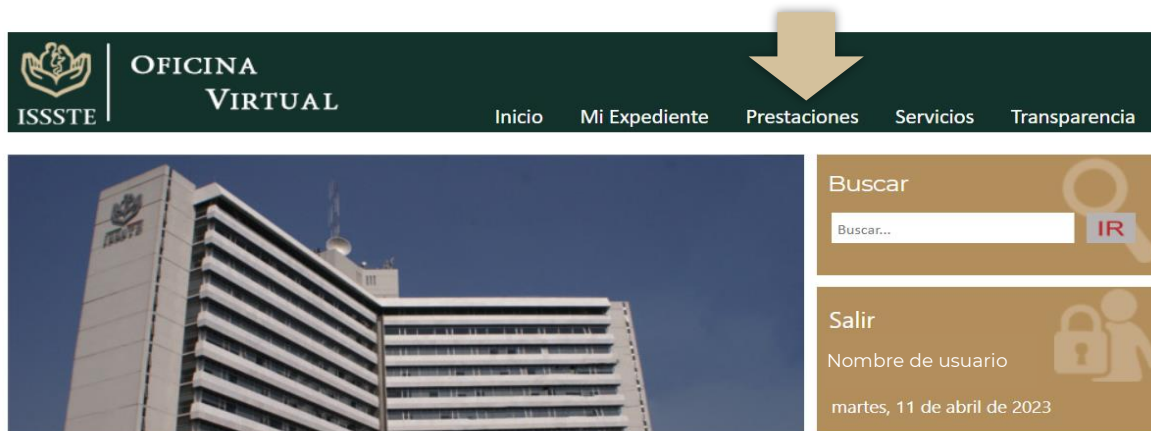 OFICINA
VIRTUAL
ISSSTE
Inicio Mi Expediente Prestaciones Servicios Transparencia
ISSSTE
Buscar
Buscar...
IR
Salir
Nombre de usuario
martes, 11 de abril de 2023